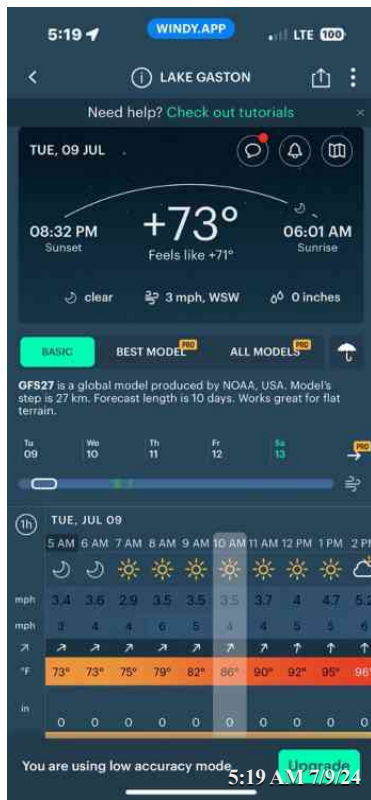 5:19
WINDY.APP
LTE 100
LAKE GASTON
Need help? Check out tutorials ×
TUE, 09 JUL
08:32 PM
Sunset
+73°
Feels like +71°
06:01 AM
Sunrise
clear
3 mph, WSW
0 inches
BASIC
BEST MODEL PRO
ALL MODELS PRO
GFS27 is a global model produced by NOAA, USA. Model's
step is 27 km. Forecast length is 10 days. Works great for flat
terrain.
Tu We Th Fr Sa
09 10 11 12 13
PRO
1h
TUE, JUL 09
5 AM 6 AM 7 AM 8 AM 9 AM 10 AM 11 AM 12 PM 1 PM 2 PM
mph 3.4 3.6 2.9 3.5 3.5 3.5 3.7 4 4.7 5.2
mph 3 4 4 6 5 4 4 5 5 6
°F 73° 73° 75° 79° 82° 86° 90° 92° 95° 96°
in 0 0 0 0 0 0 0 0 0
You are using low accuracy mode
Upgrade
5:19 AM 7/9/24